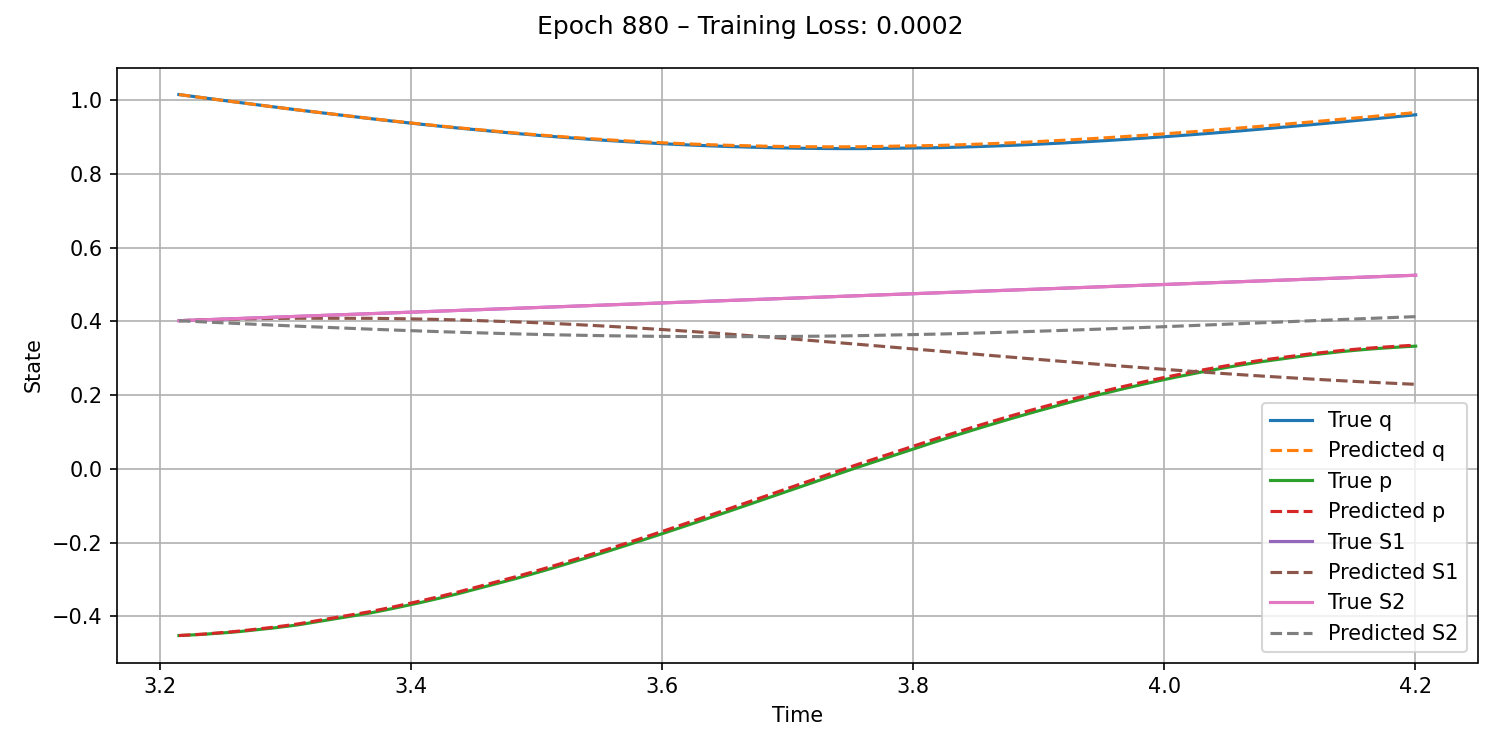 Epoch 880 – Training Loss: 0.0002
1.0
0.8
0.6
0.4
0.2
0.0
−0.2
−0.4
State
3.2 3.4 3.6 3.8 4.0 4.2
Time
True q
Predicted q
True p
Predicted p
True S1
Predicted S1
True S2
Predicted S2